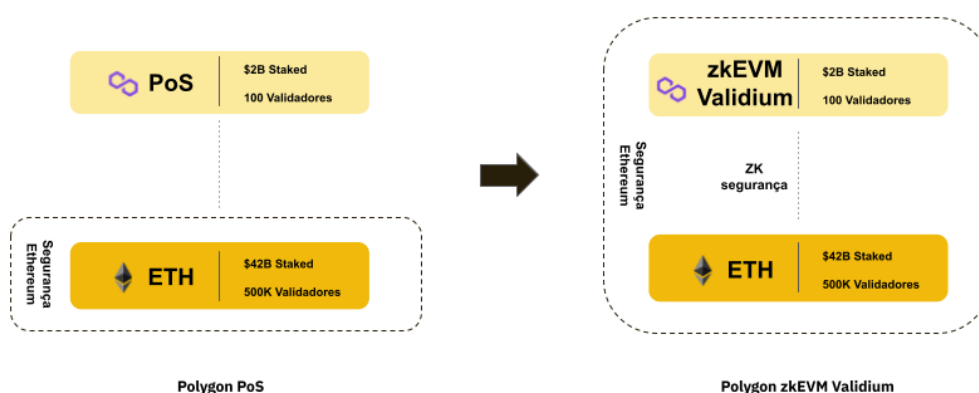 PoS
$2B Staked
100 Validadores
Segurança
Ethereum
ETH
$42B Staked
500K Validadores
Polygon PoS
zkEVM
Validium
$2B Staked
100 Validadores
Segurança
Ethereum
ZK
segurança
ETH
$42B Staked
500K Validadores
Polygon zkEVM Validium